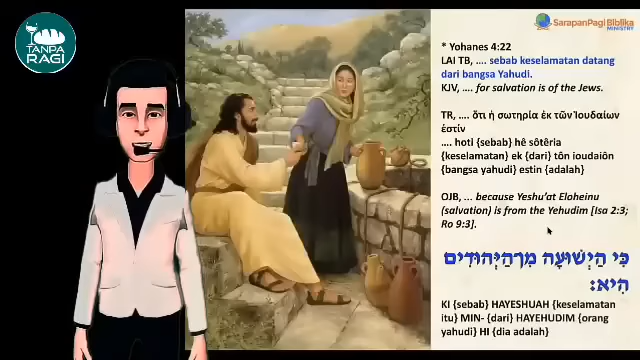 TANPA
RAGI
SarapanPagi Biblika
MINISTRY
* Yohanes 4:22
LAI TB, .... sebab keselamatan datang
dari bangsa Yahudi.
KJV, .... for salvation is of the Jews.
TR, .... ὅτι ἡ σωτηρία ἐκ τῶν Ἰουδαίων
ἐστίν
.... hoti {sebab} hê sôtêria
{keselamatan} ek {dari} tôn ioudaiôn
{bangsa yahudi} estin {adalah}
OJB, ... because Yeshu'at Eloheinu
(salvation) is from the Yehudim [Isa 2:3;
Ro 9:3].
כִּי הַיְשׁוּעָה מִן־הַיְּהוּדִים
הִיא׃
KI {sebab} HAYESHUAH {keselamatan
itu} MIN- {dari} HAYEHUDIM {orang
yahudi} HI {dia adalah}